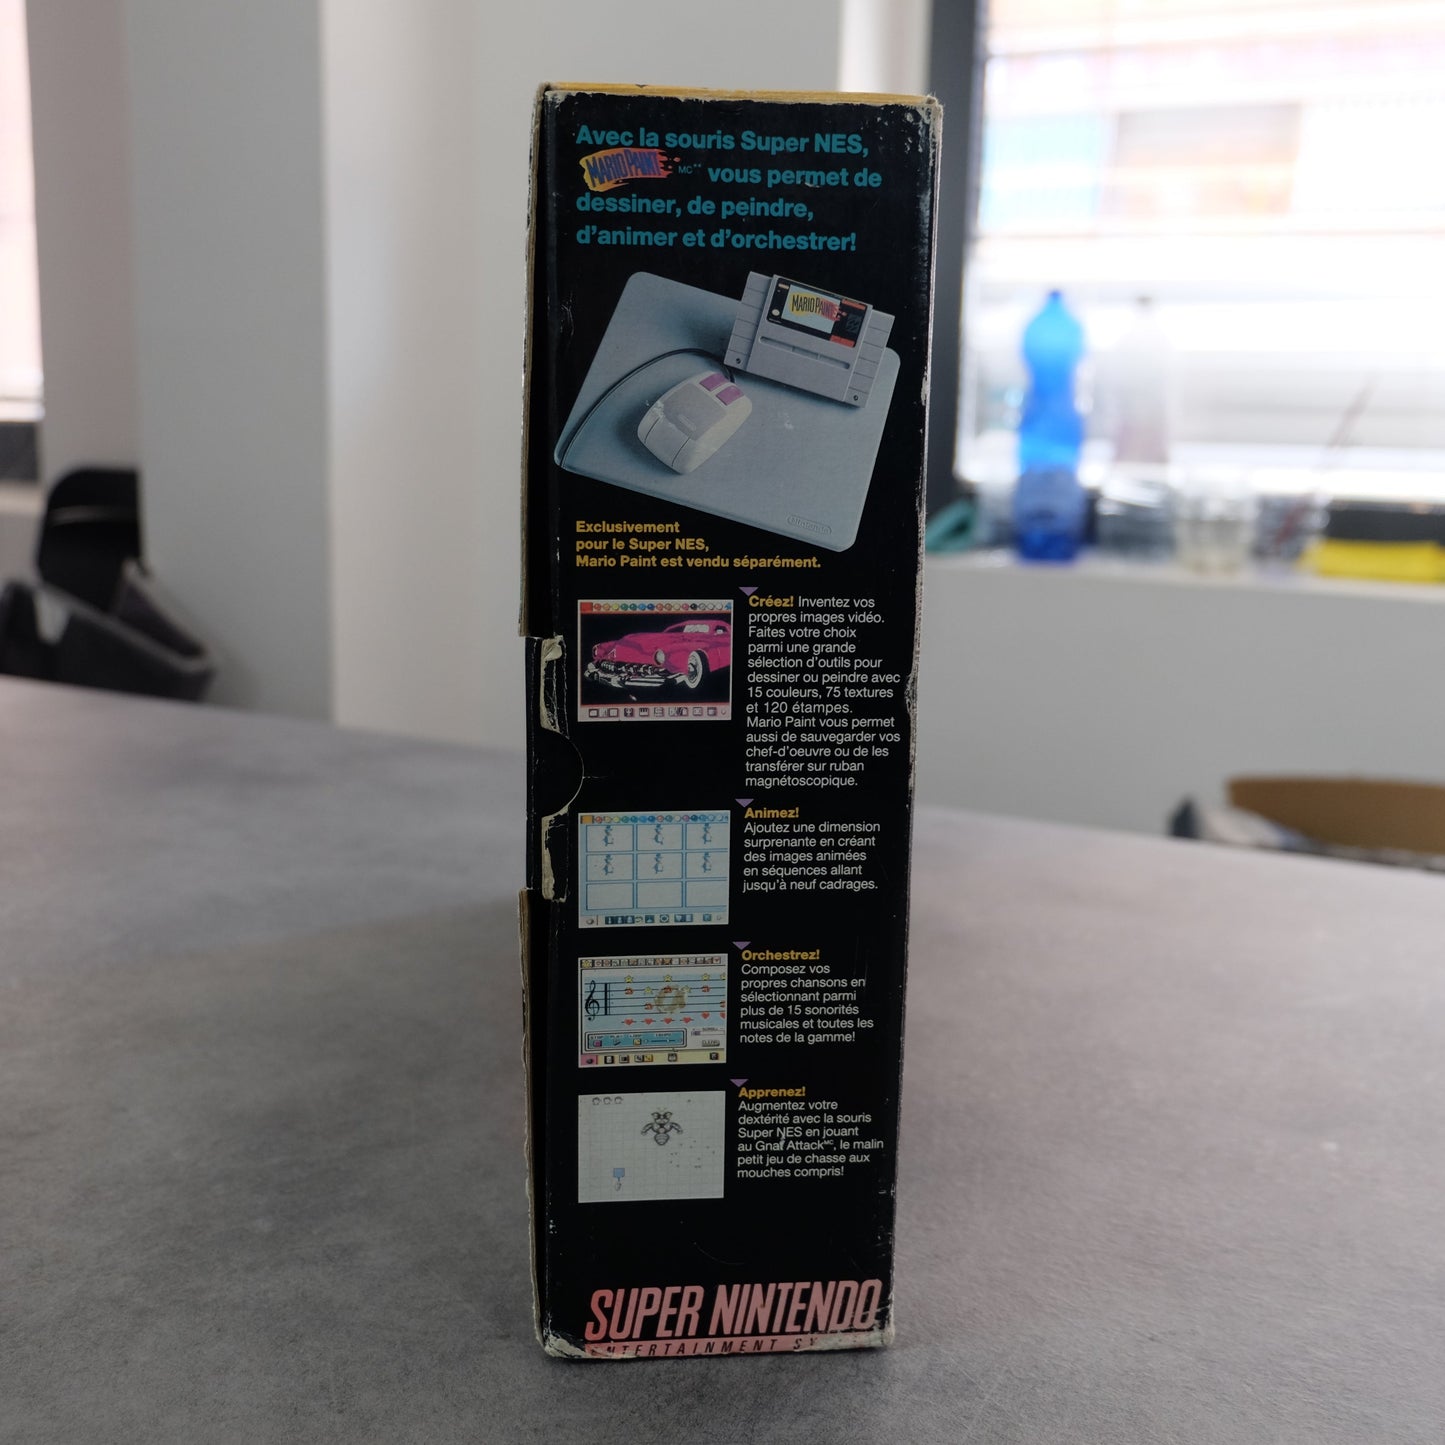 Avec la souris Super NES,
MARIO PAINT MC** vous permet de
dessiner, de peindre,
d'animer et d'orchestrer!
MARIO PAINT
Nintendo
Exclusivement
pour le Super NES,
Mario Paint est vendu séparément.
Créez! Inventez vos
propres images vidéo.
Faites votre choix
parmi une grande
sélection d'outils pour
dessiner ou peindre avec
15 couleurs, 75 textures
et 120 étampes.
Mario Paint vous permet
aussi de sauvegarder vos
chef-d'oeuvre ou de les
transférer sur ruban
magnétoscopique.
Animez!
Ajoutez une dimension
surprenante en créant
des images animées
en séquences allant
jusqu'à neuf cadrages.
Orchestrez!
Composez vos
propres chansons en
sélectionnant parmi
plus de 15 sonorités
musicales et toutes les
notes de la gamme!
Apprenez!
Augmentez votre
dextérité avec la souris
Super NES en jouant
au Gnat Attack MC, le malin
petit jeu de chasse aux
mouches compris!
SUPER NINTENDO
ENTERTAINMENT